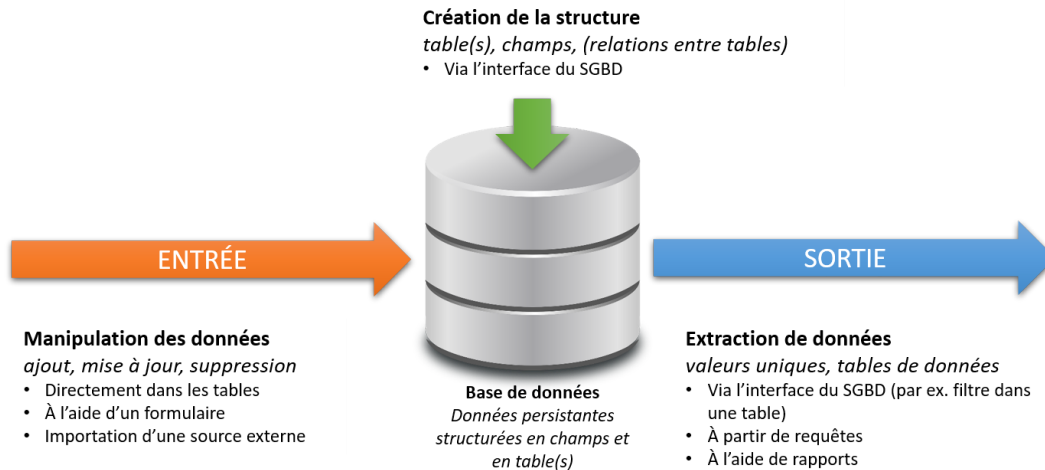 Création de la structure
table(s), champs, (relations entre tables)
• Via l'interface du SGBD
ENTRÉE
SORTIE
Manipulation des données
ajout, mise à jour, suppression
• Directement dans les tables
• À l'aide d'un formulaire
• Importation d'une source externe
Base de données
Données persistantes
structurées en champs et
en table(s)
Extraction de données
valeurs uniques, tables de données
• Via l'interface du SGBD (par ex. filtre dans
une table)
• À partir de requêtes
• À l'aide de rapports